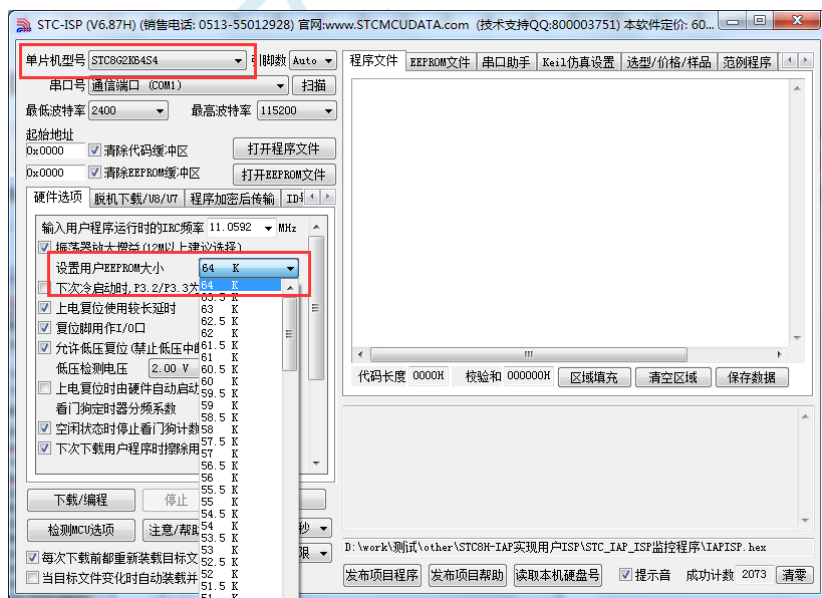 STC-ISP (V6.87H) (销售电话: 0513-55012928) 官网:www.STCMCUDATA.com (技术支持QQ:800003751) 本软件定价: 60...
单片机型号 STC8G2K64S4 引脚数 Auto
串口号 通信端口 (COM1) 扫描
最低波特率 2400 最高波特率 115200
起始地址
0x0000 清除代码缓冲区 打开程序文件
0x0000 清除EEPROM缓冲区 打开EEPROM文件
硬件选项 脱机下载/U8/U7 程序加密后传输
输入用户程序运行时的IRC频率 11.0592 MHz
振荡器放大增益 (12M以上建议选择)
设置用户EEPROM大小 64 K
下次冷启动时, P3.2/P3.3为
上电复位使用较长延时
复位脚用作I/O口
允许低压复位(禁止低压中
低压检测电压 2.00 V
上电复位时由硬件自动启动
看门狗定时器分频系数
空闲状态时停止看门狗计数
下次下载用户程序时擦除用
64 K
63.5 K
63 K
62.5 K
62 K
61.5 K
61 K
60.5 K
60 K
59.5 K
59 K
58.5 K
58 K
57.5 K
57 K
56.5 K
56 K
55.5 K
55 K
54.5 K
54 K
53.5 K
53 K
52.5 K
52 K
51.5 K
51 K
下载/编程 停止
检测MCU选项 注意/帮助 秒
每次下载前都重新装载目标文 限
当目标文件变化时自动装载并
程序文件 EEPROM文件 串口助手 Keil仿真设置 选型/价格/样品 范例程序
代码长度 0000H 校验和 000000H 区域填充 清空区域 保存数据
D:\work\测试\other\STC8H-IAP实现用户ISP\STC_IAP_ISP监控程序\IAPISP.hex
发布项目程序 发布项目帮助 读取本机硬盘号 提示音 成功计数 2073 清零